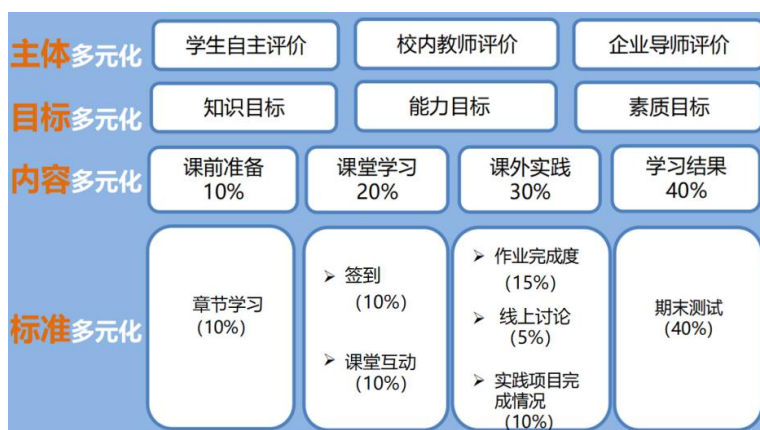 主体多元化 学生自主评价 校内教师评价 企业导师评价
目标多元化 知识目标 能力目标 素质目标
内容多元化 课前准备 10% 课堂学习 20% 课外实践 30% 学习结果 40%
标准多元化
章节学习
(10%)
➢ 签到
(10%)
➢ 课堂互动
(10%)
➢ 作业完成度
(15%)
➢ 线上讨论
(5%)
➢ 实践项目完
成情况
(10%)
期末测试
(40%)